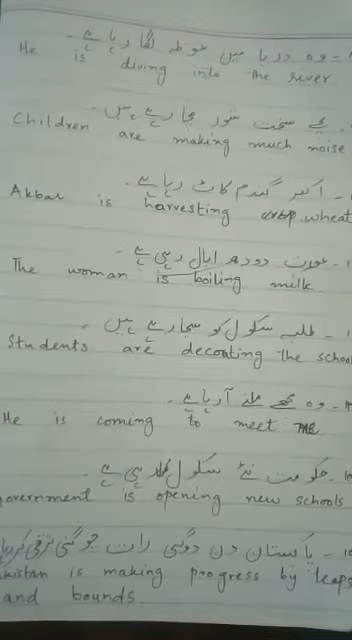 وہ دریا میں غوطہ لگا رہا ہے۔
He is diving into the river
بچے سخت شور مچا رہے ہیں۔
Children are making much noise
اکبر گندم کاٹ رہا ہے۔
Akbar is harvesting wheat
عورت دودھ ابال رہی ہے۔
The woman is boiling milk
طلبہ سکول کو سجا رہے ہیں۔
Students are decorating the school
وہ مجھے ملنے آ رہا ہے۔
He is coming to meet me
حکومت نئے سکول کھول رہی ہے۔
overnment is opening new schools
پاکستان دن دوگنی رات چوگنی ترقی کر رہا
kistan is making progress by leaps
and bounds.